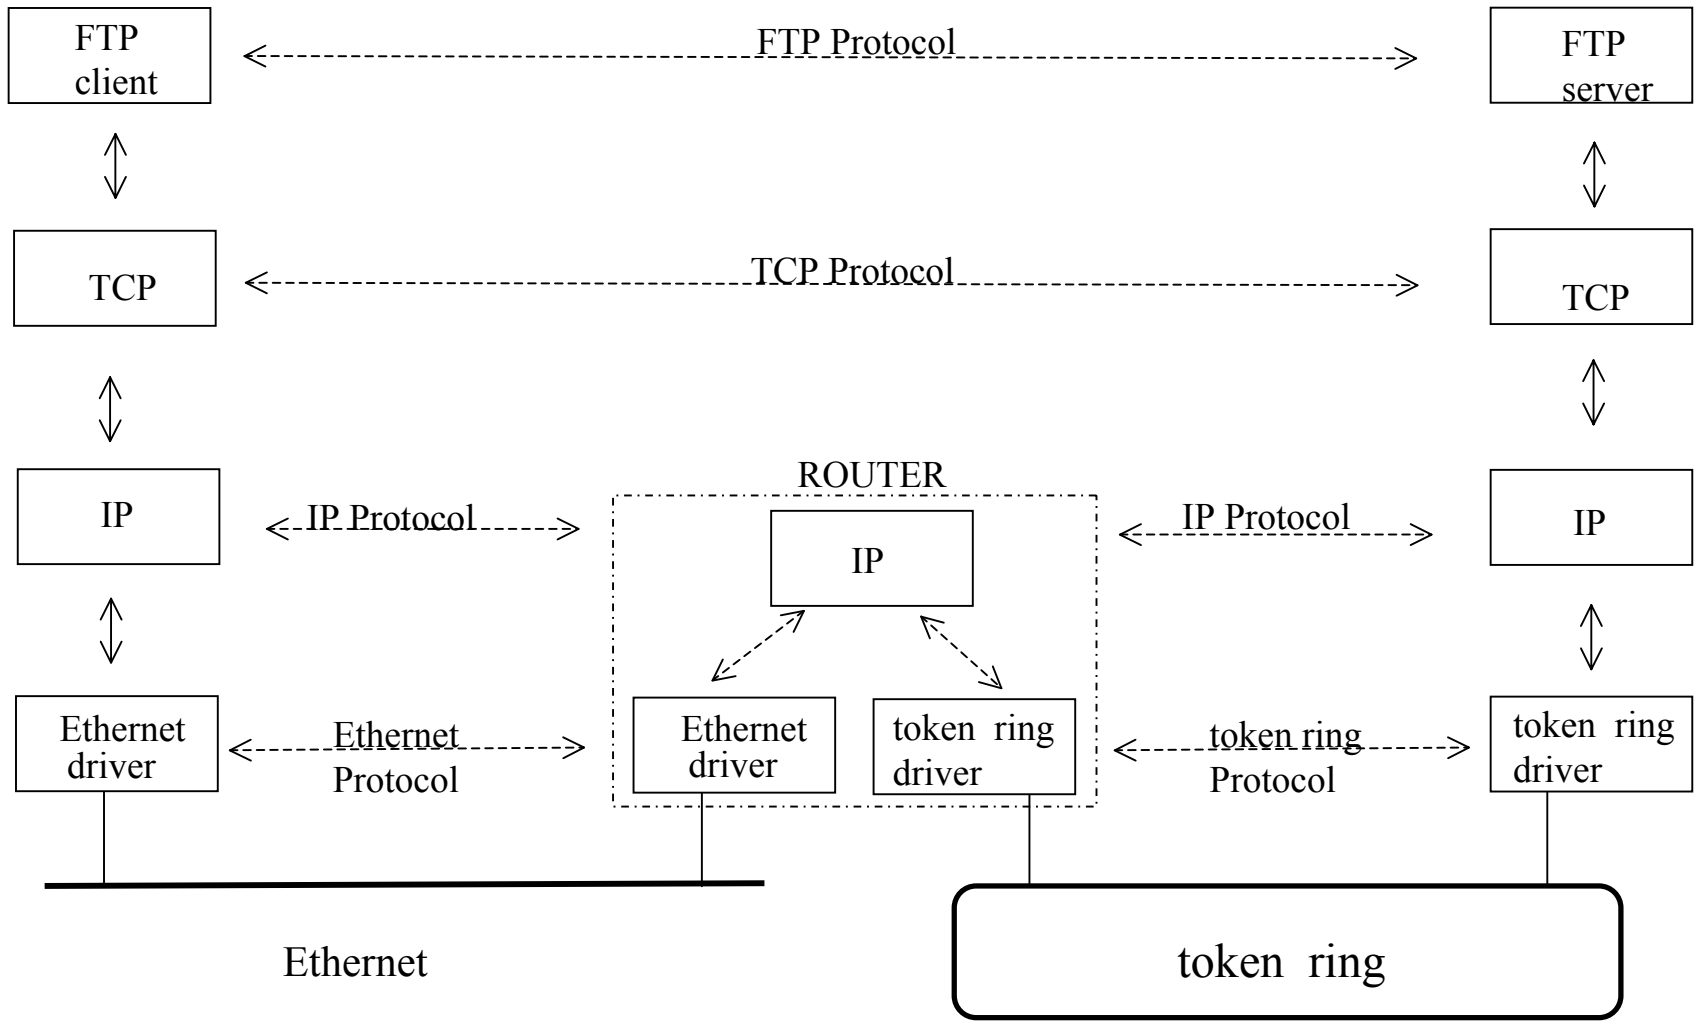 FTP
client
FTP Protocol
FTP
server
TCP
TCP Protocol
TCP
ROUTER
IP
IP Protocol
IP
IP Protocol
IP
Ethernet
driver
Ethernet
Protocol
Ethernet
driver
token ring
driver
token ring
Protocol
token ring
driver
Ethernet
token ring